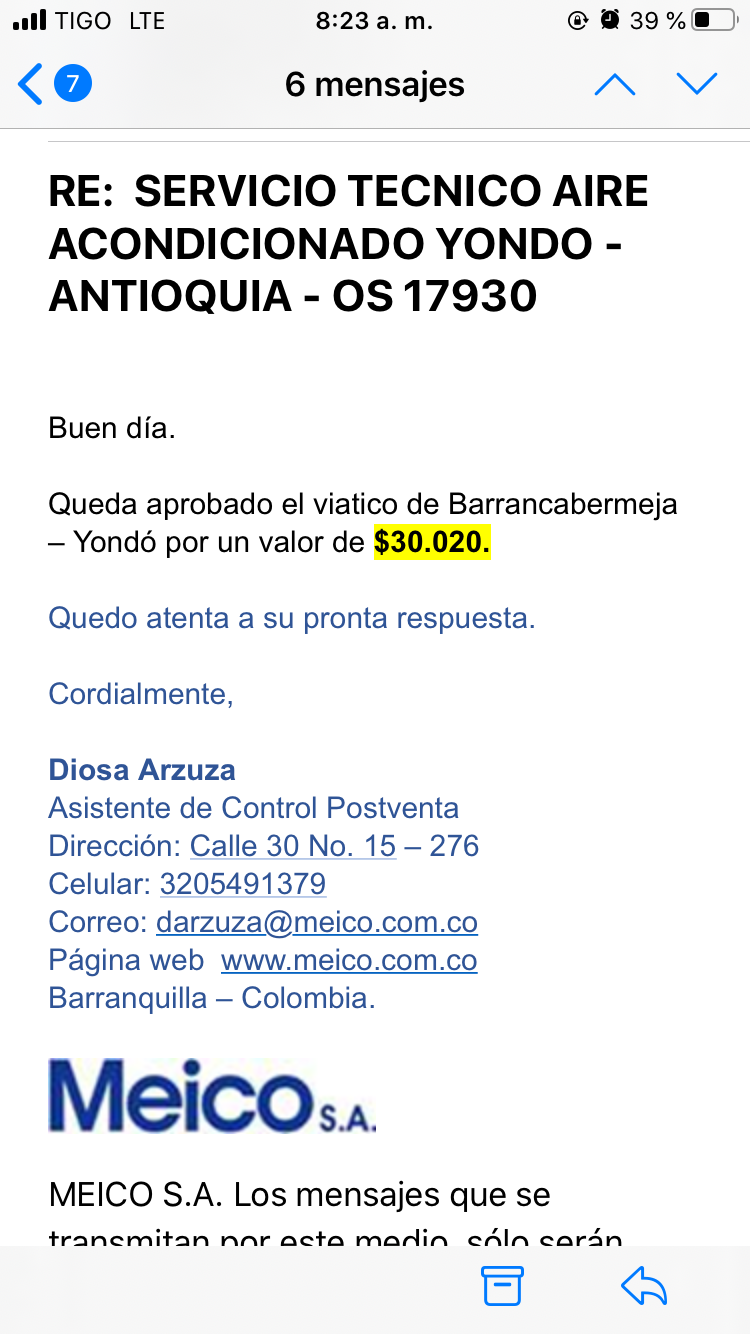 TIGO LTE 8:23 a. m. 39 %
7 6 mensajes
RE: SERVICIO TECNICO AIRE
ACONDICIONADO YONDO -
ANTIOQUIA - OS 17930
Buen día.
Queda aprobado el viatico de Barrancabermeja
– Yondó por un valor de $30.020.
Quedo atenta a su pronta respuesta.
Cordialmente,
Diosa Arzuza
Asistente de Control Postventa
Dirección: Calle 30 No. 15 – 276
Celular: 3205491379
Correo: darzuza@meico.com.co
Página web www.meico.com.co
Barranquilla – Colombia.
Meico S.A.
MEICO S.A. Los mensajes que se
transmitan por este medio, sólo serán